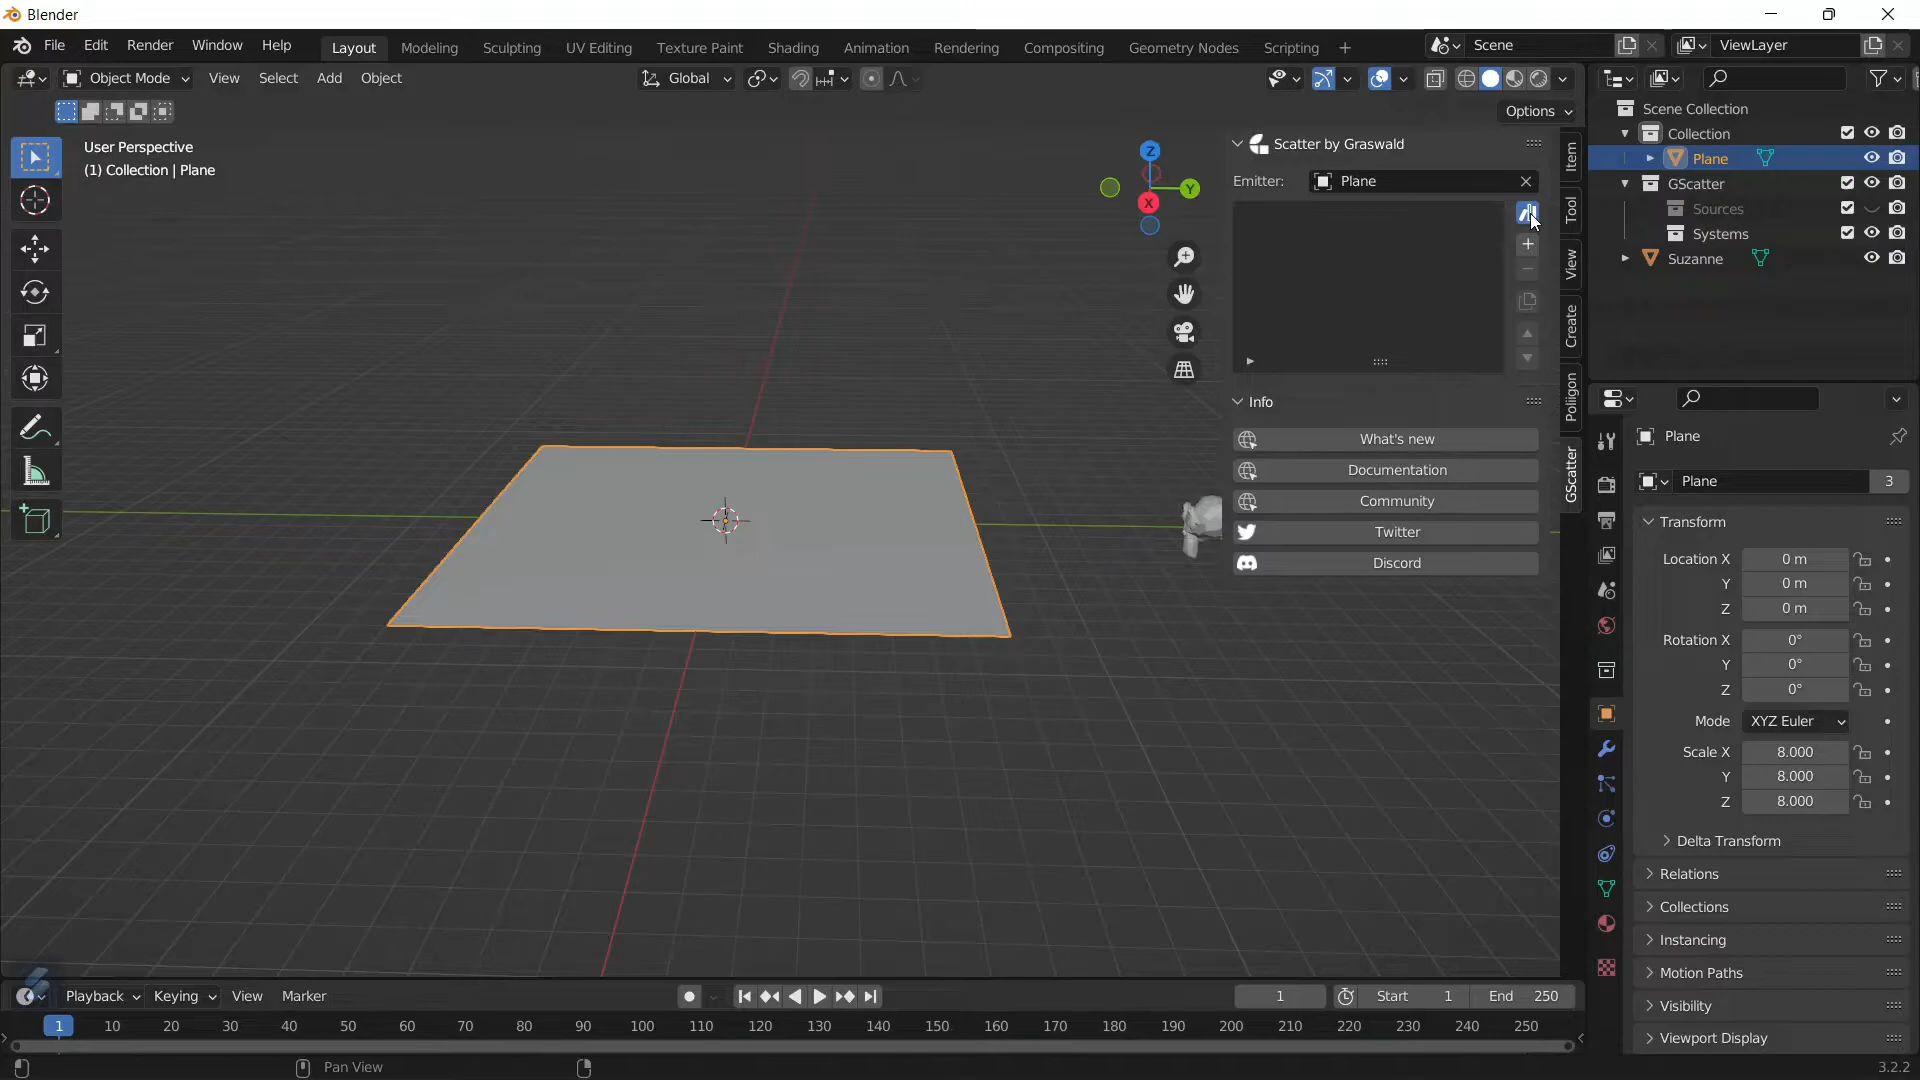 Blender
File Edit Render Window Help Layout Modeling Sculpting UV Editing Texture Paint Shading Animation Rendering Compositing Geometry Nodes Scripting + Scene ViewLayer
Object Mode View Select Add Object Global
Options
User Perspective
(1) Collection | Plane
Z
Y
X
Scatter by Graswald
Emitter: Plane
Info
What's new
Documentation
Community
Twitter
Discord
Item
Tool
View
Create
Poliigon
GScatter
Scene Collection
Collection
Plane
GScatter
Sources
Systems
Suzanne
Plane
Plane 3
Transform
Location X 0 m
Y 0 m
Z 0 m
Rotation X 0°
Y 0°
Z 0°
Mode XYZ Euler
Scale X 8.000
Y 8.000
Z 8.000
Delta Transform
Relations
Collections
Instancing
Motion Paths
Visibility
Viewport Display
Playback Keying View Marker 1 Start 1 End 250
1 10 20 30 40 50 60 70 80 90 100 110 120 130 140 150 160 170 180 190 200 210 220 230 240 250
Pan View
3.2.2